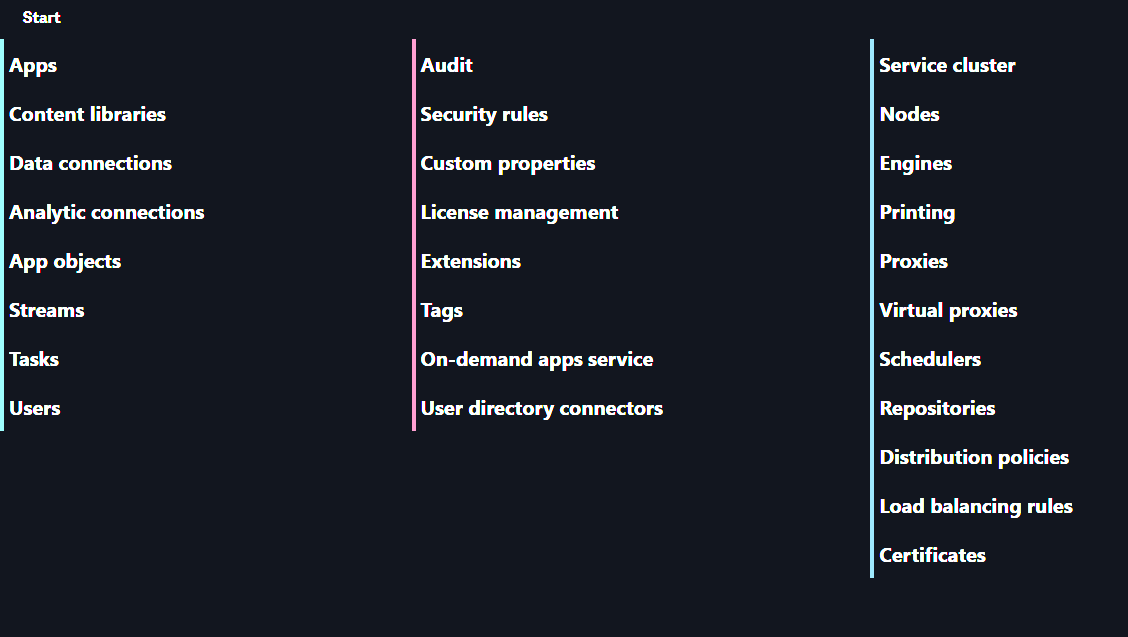 Start
Apps
Content libraries
Data connections
Analytic connections
App objects
Streams
Tasks
Users
Audit
Security rules
Custom properties
License management
Extensions
Tags
On-demand apps service
User directory connectors
Service cluster
Nodes
Engines
Printing
Proxies
Virtual proxies
Schedulers
Repositories
Distribution policies
Load balancing rules
Certificates